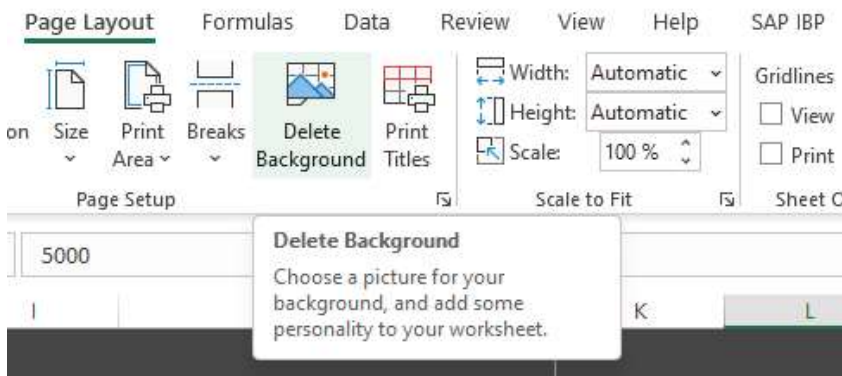 Page Layout Formulas Data Review View Help SAP IBP
on Size Print Area Breaks Delete Background Print Titles Width: Automatic Gridlines
Height: Automatic View
Scale: 100 % Print
Page Setup Scale to Fit Sheet O
5000
Delete Background
Choose a picture for your
background, and add some
personality to your worksheet.
I K L